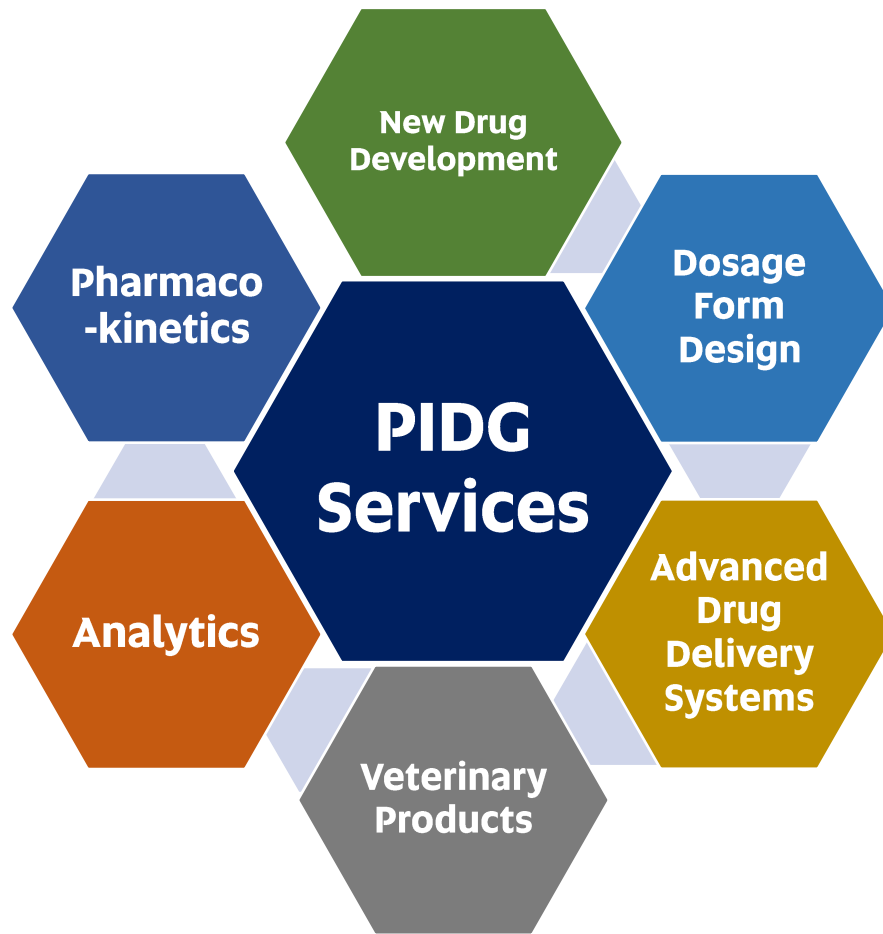 New Drug
Development
Pharmaco
-kinetics
Dosage
Form
Design
PIDG
Services
Analytics
Advanced
Drug
Delivery
Systems
Veterinary
Products